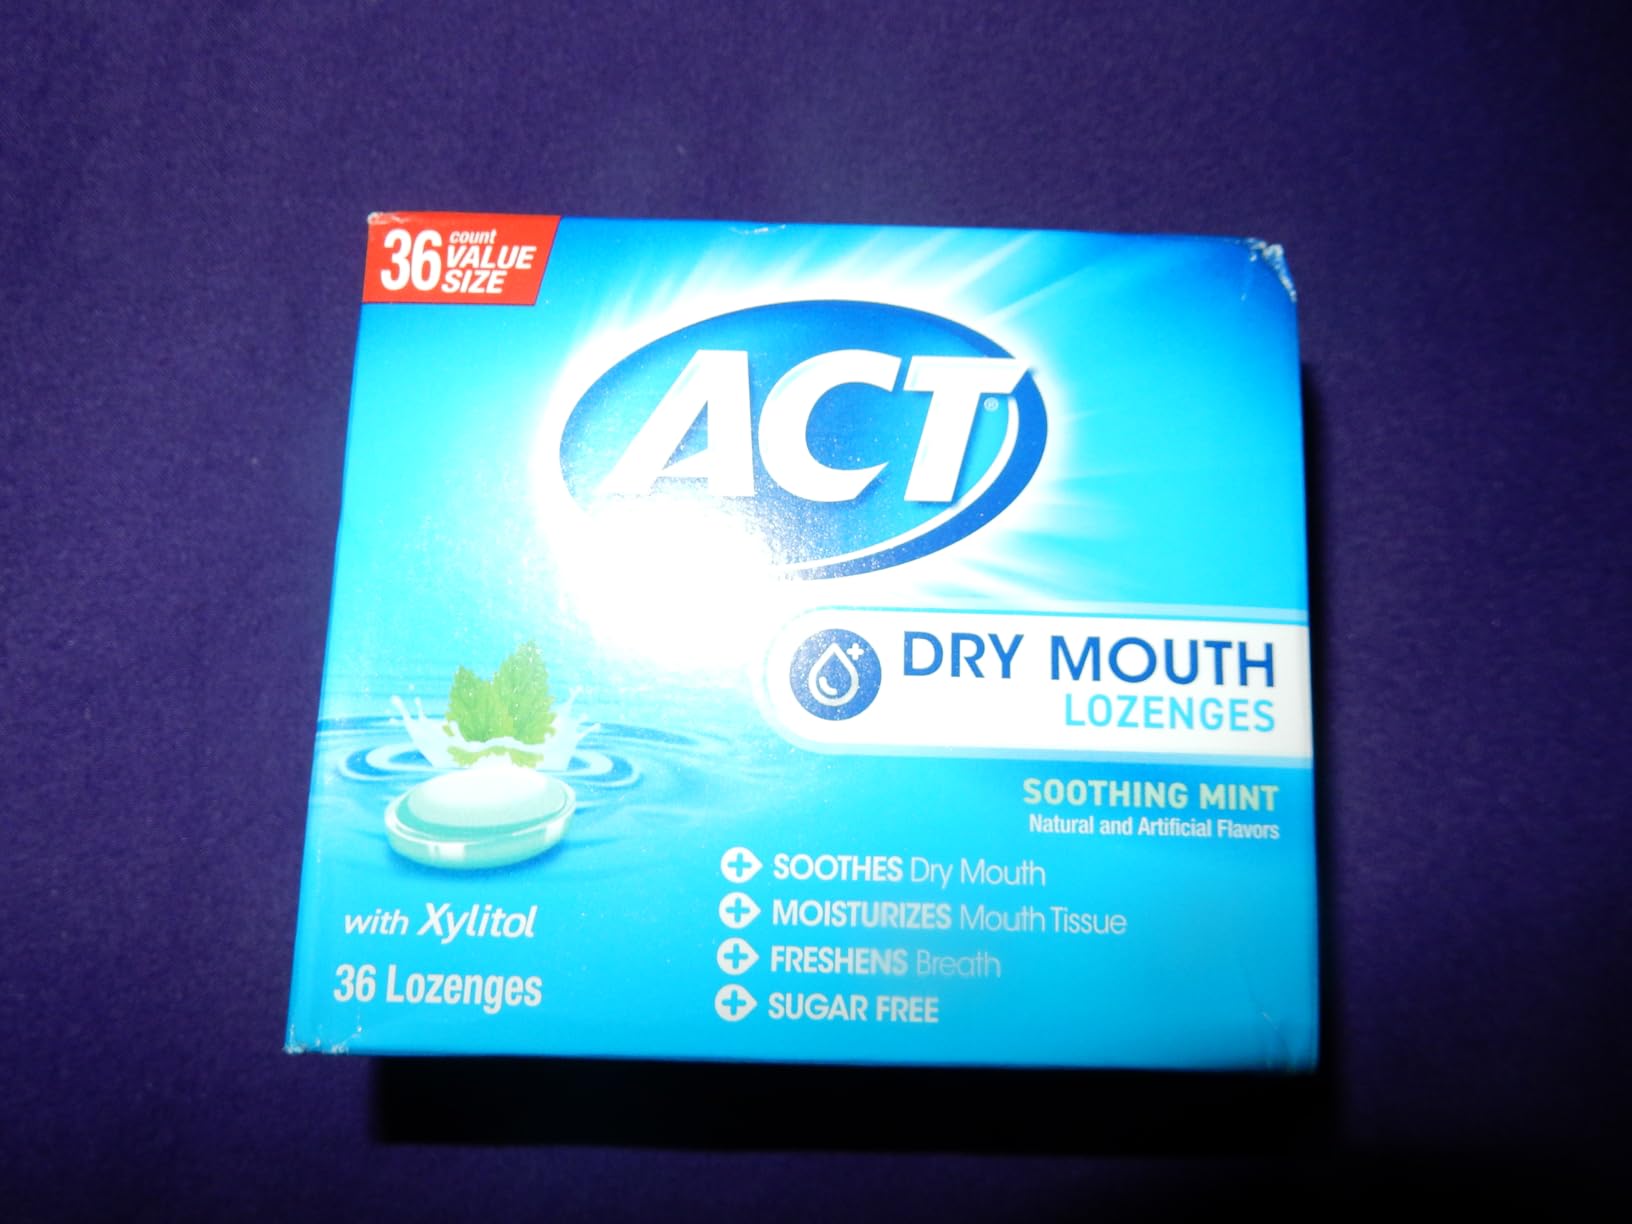 36 count
VALUE
SIZE
ACT®
DRY MOUTH
LOZENGES
SOOTHING MINT
Natural and Artificial Flavors
SOOTHES Dry Mouth
MOISTURIZES Mouth Tissue
FRESHENS Breath
SUGAR FREE
with Xylitol
36 Lozenges